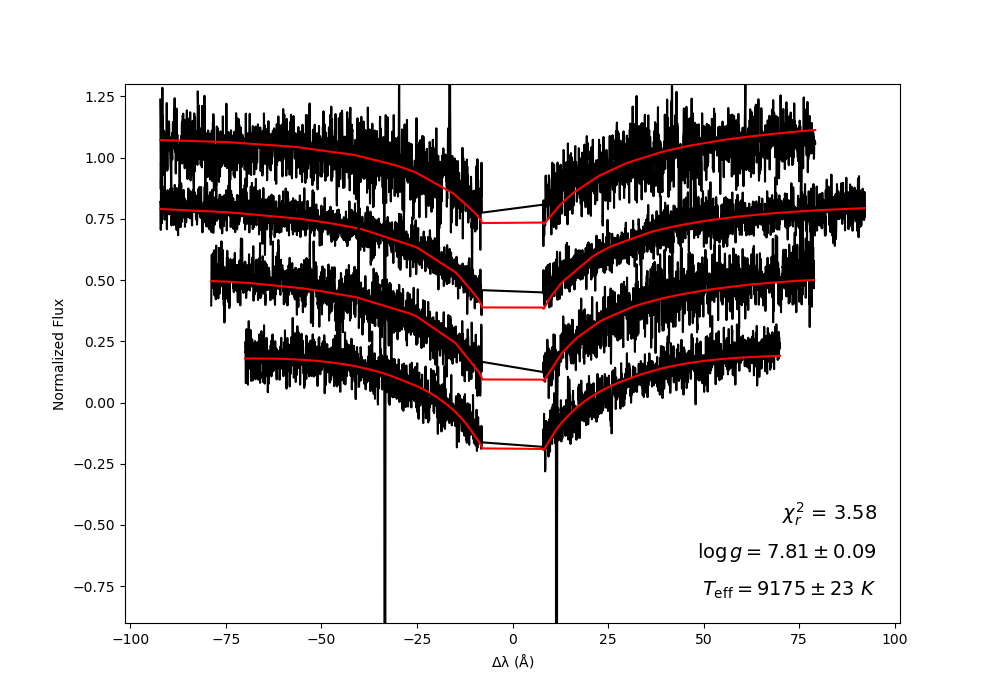 1.25
1.00
0.75
0.50
0.25
0.00
−0.25
−0.50
−0.75
Normalized Flux
χ²ᵣ = 3.58
log g = 7.81 ± 0.09
T_eff = 9175 ± 23 K
−100 −75 −50 −25 0 25 50 75 100
Δλ (Å)